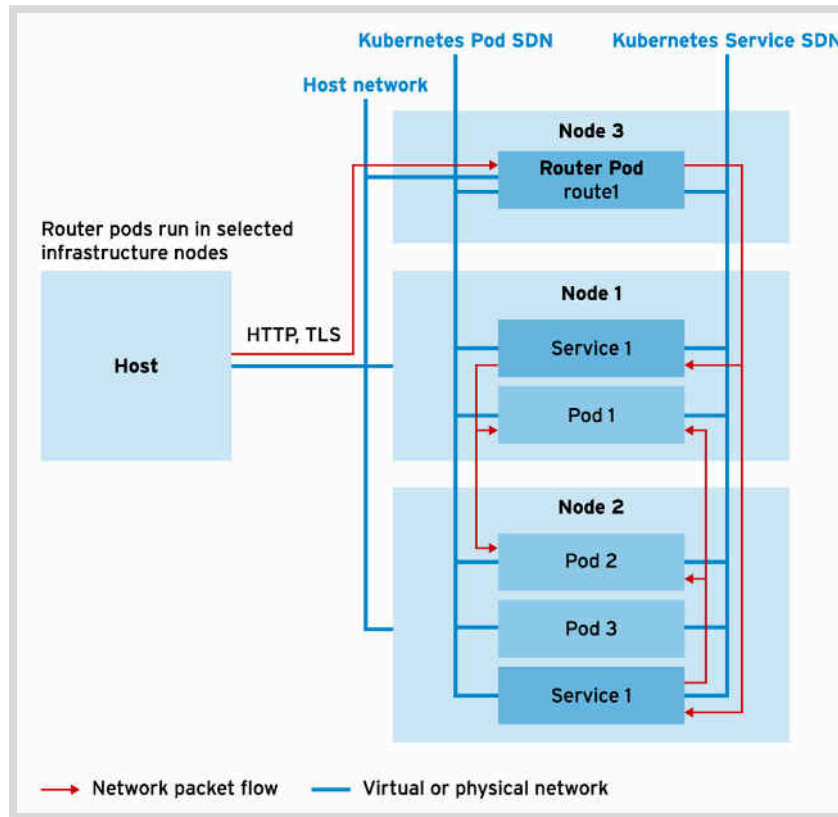 Kubernetes Pod SDN
Kubernetes Service SDN
Host network
Node 3
Router Pod
route1
Router pods run in selected
infrastructure nodes
Node 1
HTTP, TLS
Service 1
Host
Pod 1
Node 2
Pod 2
Pod 3
Service 1
Network packet flow
Virtual or physical network